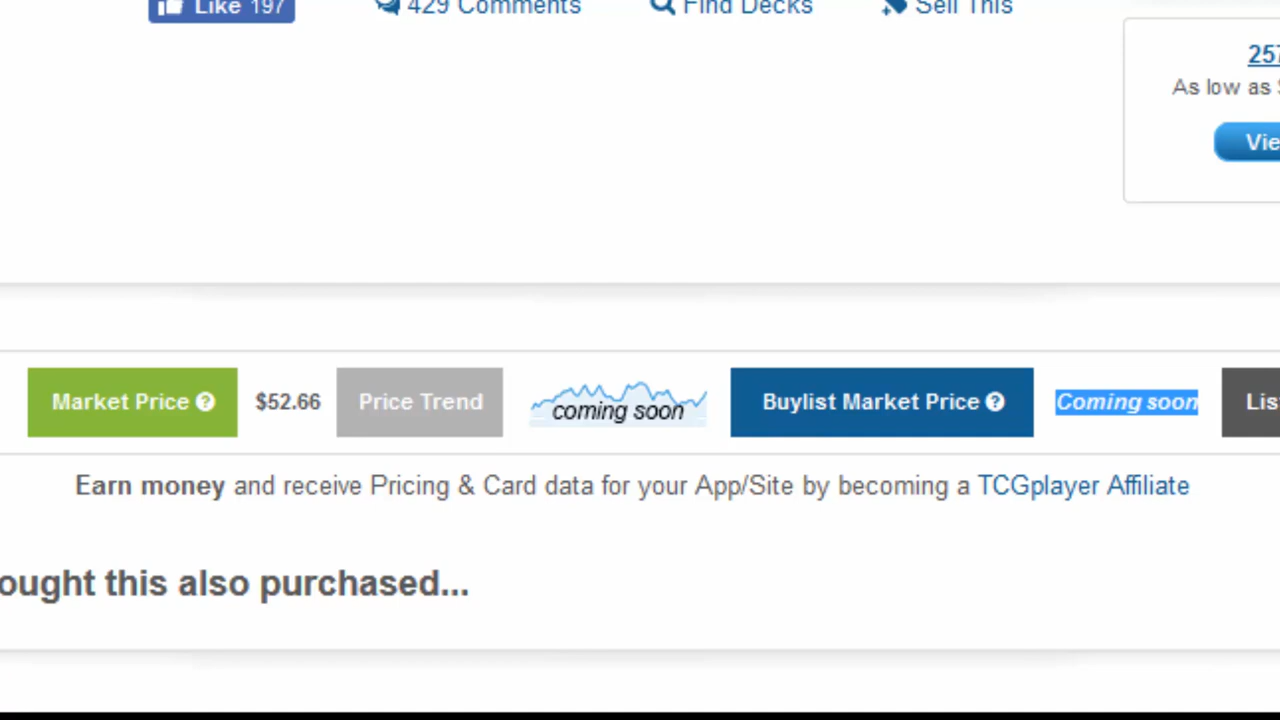 Like 197 429 Comments Find Decks Sell This
257
As low as
Market Price $52.66 Price Trend coming soon Buylist Market Price Coming soon
Earn money and receive Pricing & Card data for your App/Site by becoming a TCGplayer Affiliate
ought this also purchased...